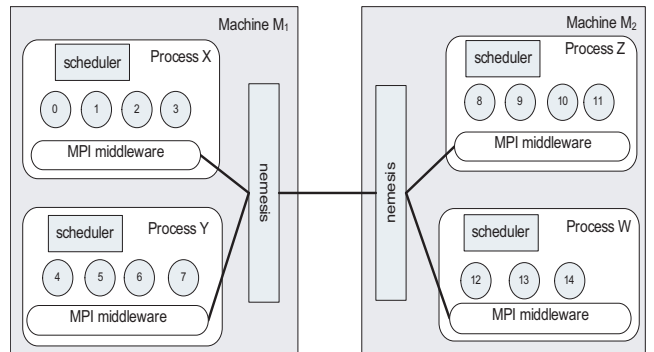 Machine M₁
Process X
scheduler
0 1 2 3
MPI middleware
Process Y
scheduler
4 5 6 7
MPI middleware
nemesis
nemesis
Machine M₂
Process Z
scheduler
8 9 10 11
MPI middleware
Process W
scheduler
12 13 14
MPI middleware